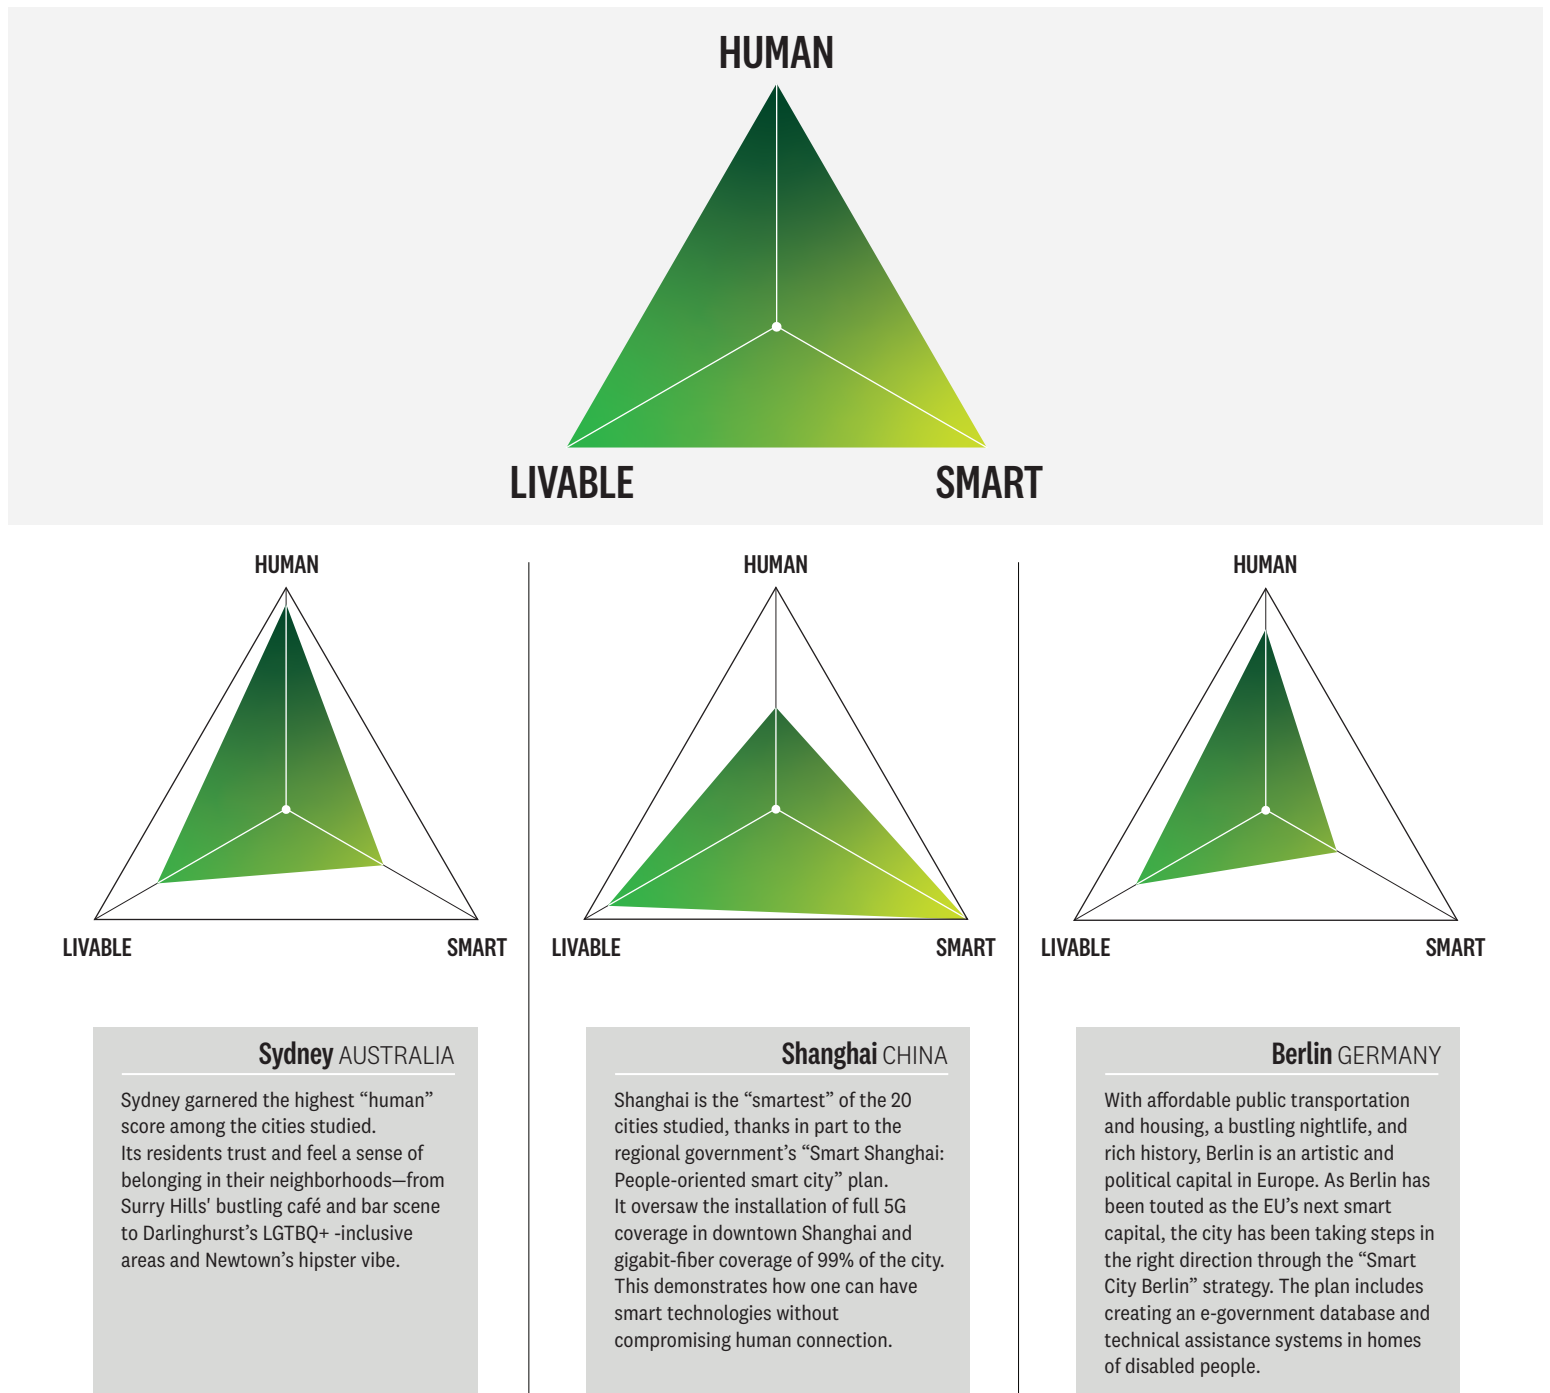 HUMAN
LIVABLE
SMART
HUMAN
LIVABLE
SMART
Sydney AUSTRALIA
Sydney garnered the highest “human”
score among the cities studied.
Its residents trust and feel a sense of
belonging in their neighborhoods—from
Surry Hills' bustling café and bar scene
to Darlinghurst’s LGTBQ+ -inclusive
areas and Newtown’s hipster vibe.
HUMAN
LIVABLE
SMART
Shanghai CHINA
Shanghai is the “smartest” of the 20
cities studied, thanks in part to the
regional government’s “Smart Shanghai:
People-oriented smart city” plan.
It oversaw the installation of full 5G
coverage in downtown Shanghai and
gigabit-fiber coverage of 99% of the city.
This demonstrates how one can have
smart technologies without
compromising human connection.
HUMAN
LIVABLE
SMART
Berlin GERMANY
With affordable public transportation
and housing, a bustling nightlife, and
rich history, Berlin is an artistic and
political capital in Europe. As Berlin has
been touted as the EU’s next smart
capital, the city has been taking steps in
the right direction through the “Smart
City Berlin” strategy. The plan includes
creating an e-government database and
technical assistance systems in homes
of disabled people.